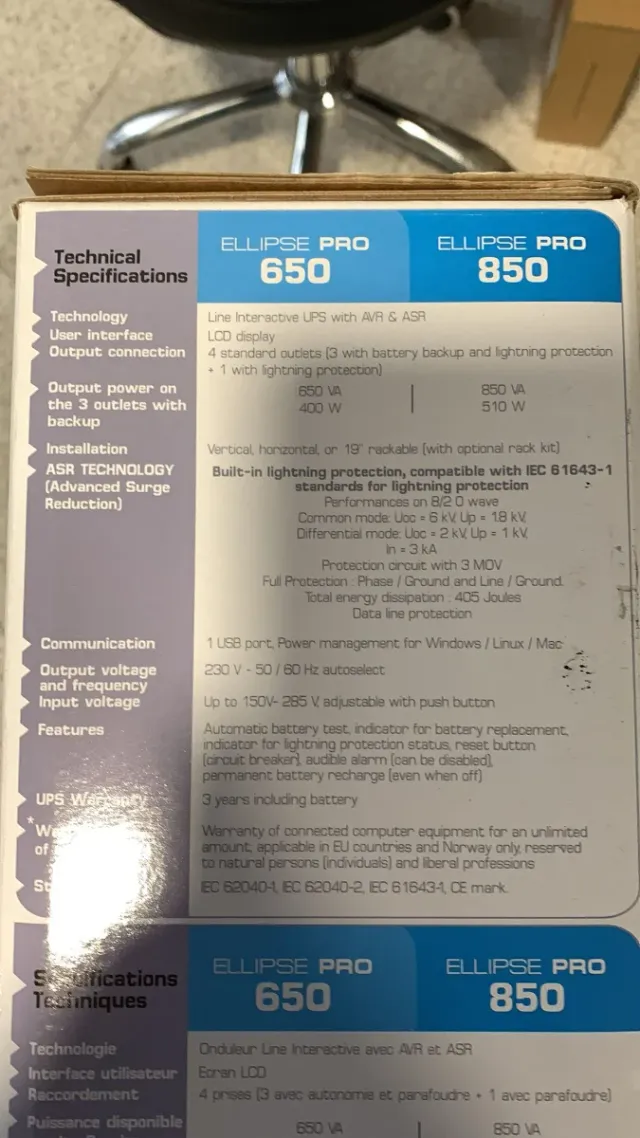 Technical Specifications
ELLIPSE PRO 650
ELLIPSE PRO 850
Technology
Line Interactive UPS with AVR & ASR
User interface
LCD display
Output connection
4 standard outlets (3 with battery backup and lightning protection
+ 1 with lightning protection)
Output power on
the 3 outlets with
backup
650 VA
400 W
850 VA
510 W
Installation
Vertical, horizontal, or 19" rackable (with optional rack kit)
ASR TECHNOLOGY
(Advanced Surge
Reduction)
Built-in lightning protection, compatible with IEC 61643-1
standards for lightning protection
Performances on 8/20 wave
Common mode: Uoc = 6 kV, Up = 1.8 kV,
Differential mode: Uoc = 2 kV, Up = 1 kV,
In = 3 kA
Protection circuit with 3 MOV
Full Protection : Phase / Ground and Line / Ground.
Total energy dissipation : 405 Joules
Data line protection
Communication
1 USB port, Power management for Windows / Linux / Mac
Output voltage
and frequency
230 V - 50 / 60 Hz autoselect
Input voltage
Up to 150V- 285 V, adjustable with push button
Features
Automatic battery test, indicator for battery replacement,
indicator for lightning protection status, reset button
(circuit breaker), audible alarm (can be disabled),
permanent battery recharge (even when off)
UPS Warranty
3 years including battery
*
of
Warranty of connected computer equipment for an unlimited
amount, applicable in EU countries and Norway only, reserved
to natural persons (individuals) and liberal professions
IEC 62040-1, IEC 62040-2, IEC 61643-1, CE mark.
Spécifications
Techniques
ELLIPSE PRO 650
ELLIPSE PRO 850
Technologie
Onduleur Line Interactive avec AVR et ASR
Interface utilisateur
Ecran LCD
Raccordement
4 prises (3 avec autonomie et parafoudre + 1 avec parafoudre)
Puissance disponible
650 VA
850 VA